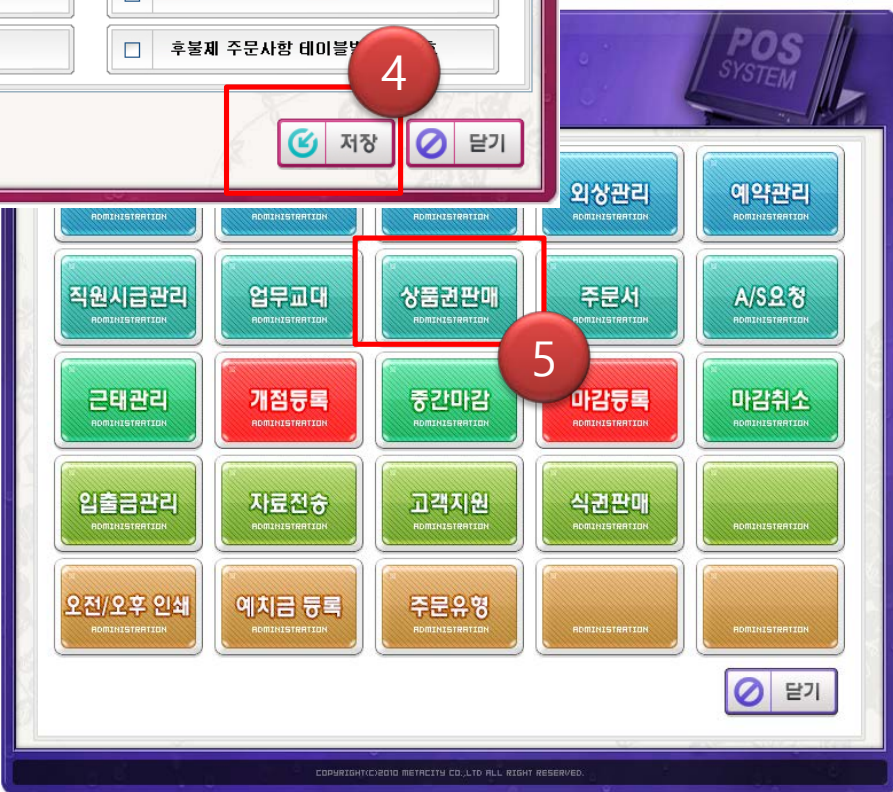 후불제 주문사항 테이블별
4
저장
닫기
POS
SYSTEM
외상관리
예약관리
ADMINISTRATION
ADMINISTRATION
ADMINISTRATION
ADMINISTRATION
ADMINISTRATION
직원시급관리
업무교대
상품권판매
주문서
A/S요청
ADMINISTRATION
ADMINISTRATION
ADMINISTRATION
ADMINISTRATION
ADMINISTRATION
5
근태관리
개점등록
중간마감
마감등록
마감취소
ADMINISTRATION
ADMINISTRATION
ADMINISTRATION
ADMINISTRATION
ADMINISTRATION
입출금관리
자료전송
고객지원
식권판매
ADMINISTRATION
ADMINISTRATION
ADMINISTRATION
ADMINISTRATION
ADMINISTRATION
오전/오후 인쇄
예치금 등록
주문유형
ADMINISTRATION
ADMINISTRATION
ADMINISTRATION
ADMINISTRATION
ADMINISTRATION
닫기
COPYRIGHT(C)2010 METACITY CO.,LTD ALL RIGHT RESERVED.